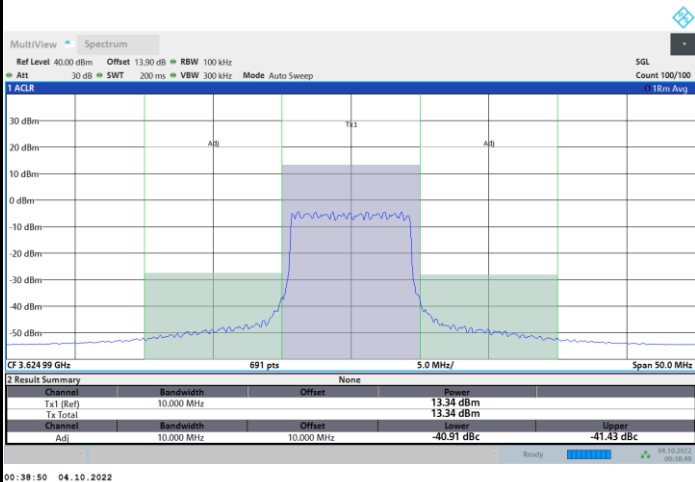 MultiView Spectrum
Ref Level 40.00 dBm Offset 13.90 dB RBW 100 kHz SGL
Att 30 dB SWT 200 ms VBW 300 kHz Mode Auto Sweep Count 100/100
1 ACLR 1Rm Avg
30 dBm
Tx1
20 dBm
Adj Adj
10 dBm
0 dBm
-10 dBm
-20 dBm
-30 dBm
-40 dBm
-50 dBm
CF 3.624 99 GHz 691 pts 5.0 MHz/ Span 50.0 MHz
2 Result Summary None
Channel Bandwidth Offset Power
Tx1 (Ref) 10.000 MHz 13.34 dBm
Tx Total 13.34 dBm
Channel Bandwidth Offset Lower Upper
Adj 10.000 MHz 10.000 MHz -40.91 dBc -41.43 dBc
Ready 04.10.2022
00:38:48
00:38:50 04.10.2022